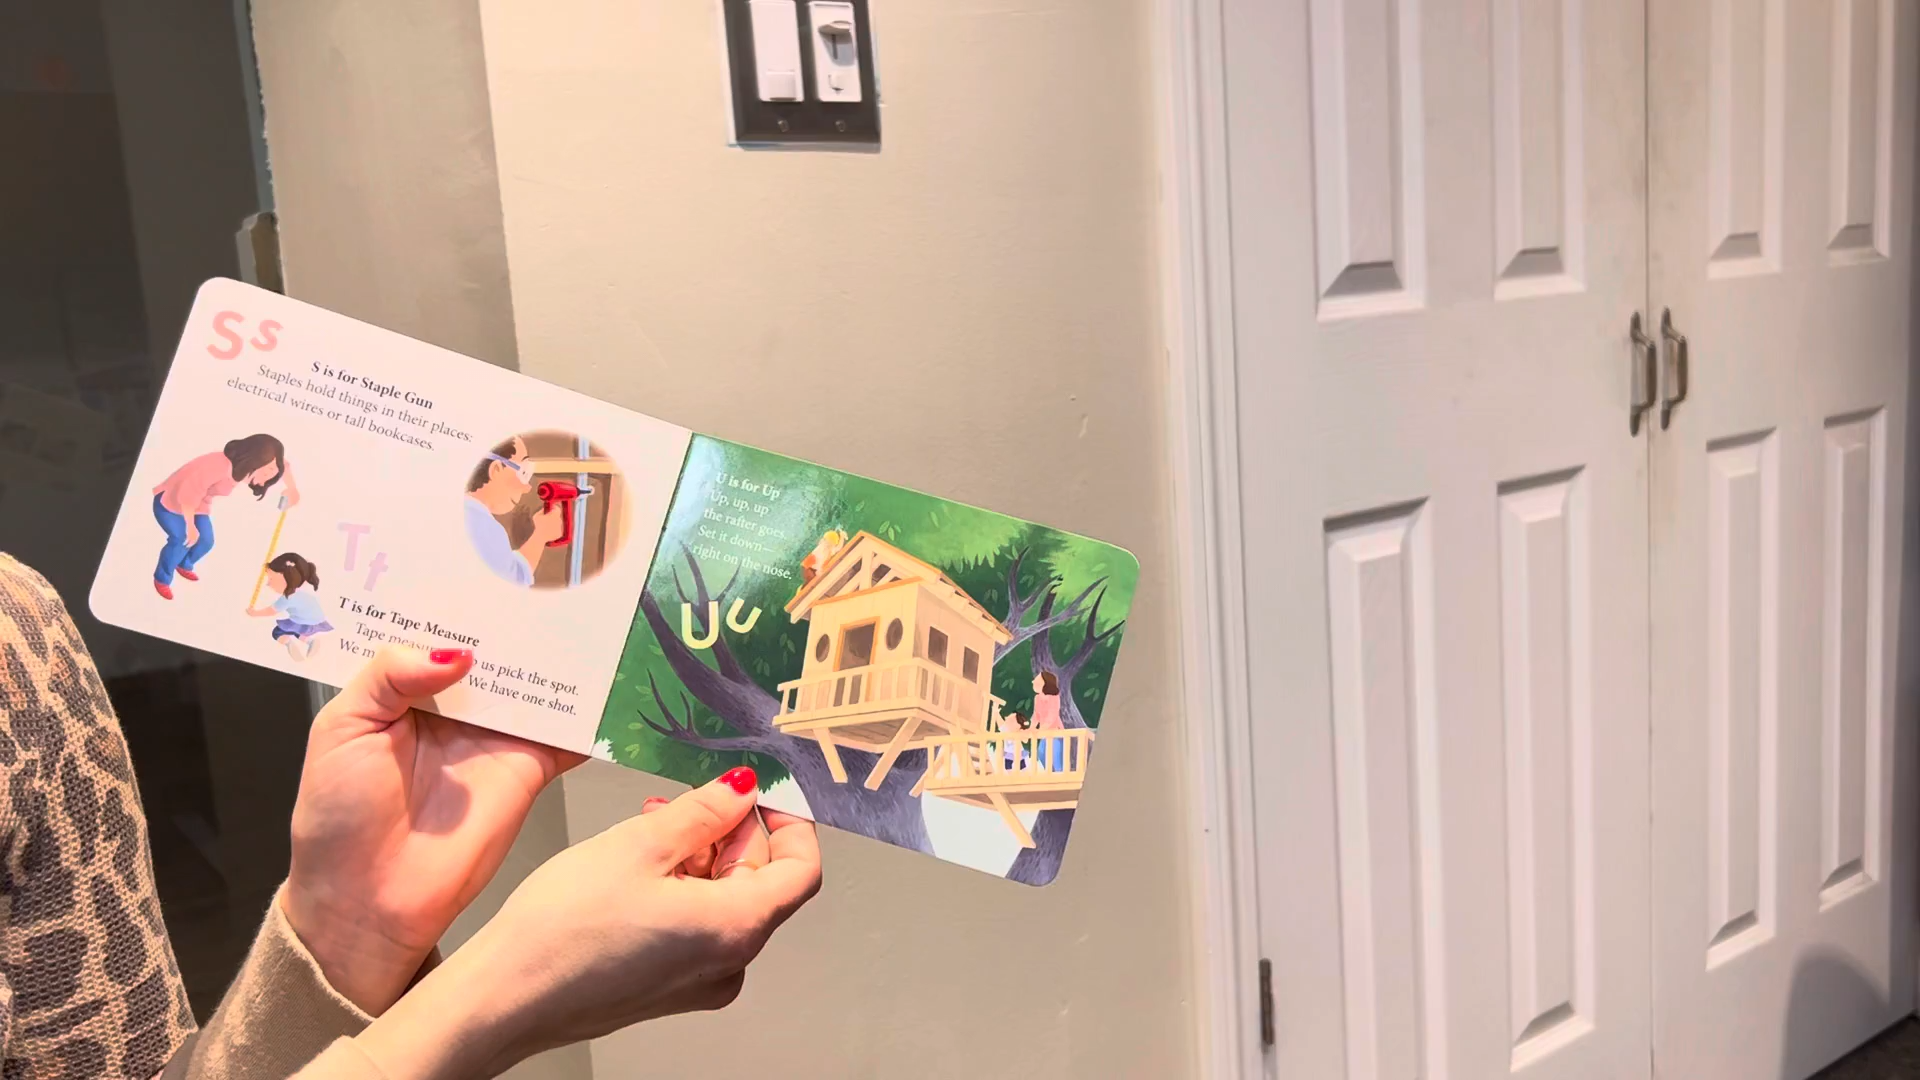 Ss
S is for Staple Gun
Staples hold things in their places:
electrical wires or tall bookcases.
Tt
T is for Tape Measure
Tape us pick the spot.
We We have one shot.
U is for Up
Up, up, up
the rafter goes.
Set it down—
right on the nose.
Uu